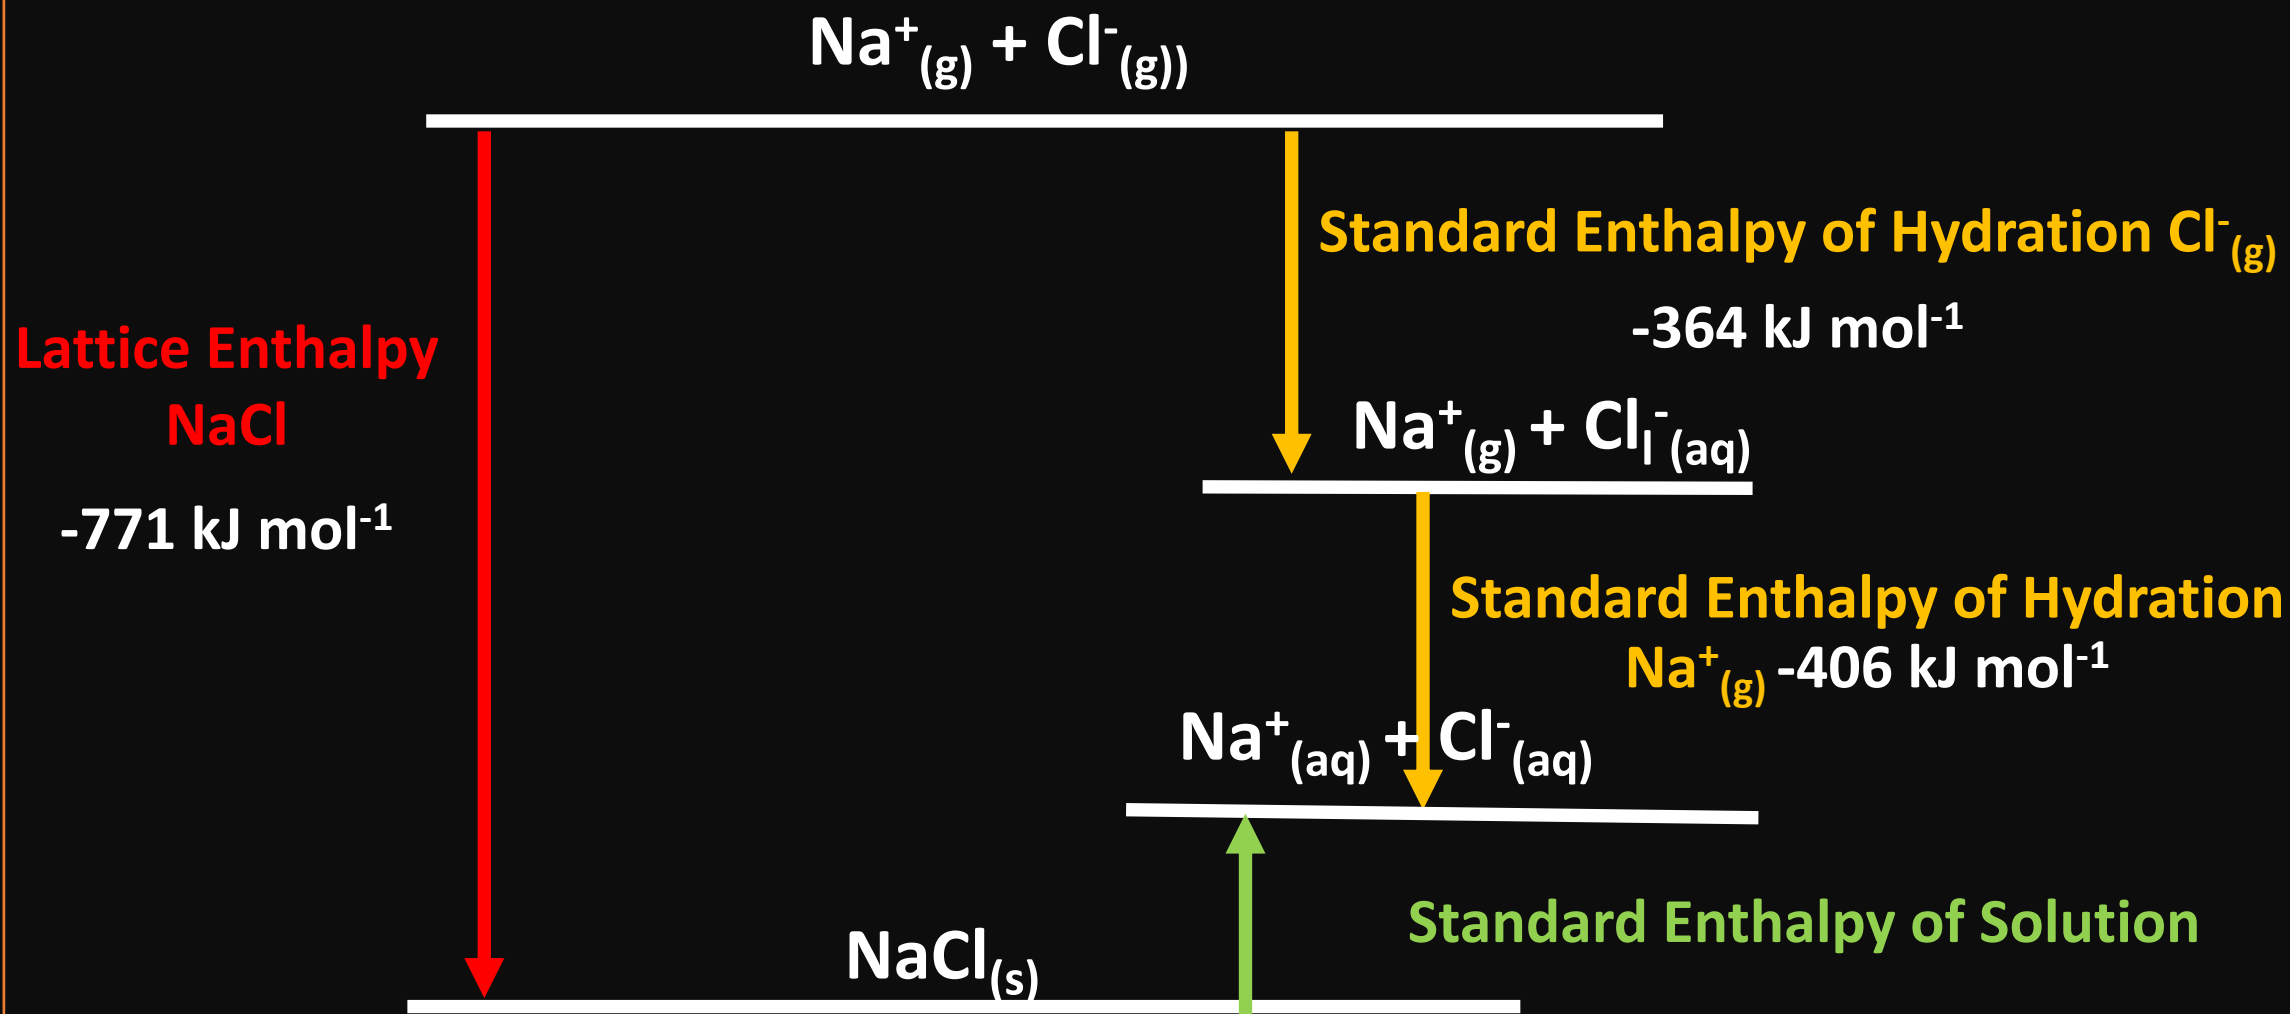 Na⁺(g) + Cl⁻(g))
Standard Enthalpy of Hydration Cl⁻(g)
-364 kJ mol⁻¹
Lattice Enthalpy
NaCl
-771 kJ mol⁻¹
Na⁺(g) + Cll⁻(aq)
Standard Enthalpy of Hydration
Na⁺(g) -406 kJ mol⁻¹
Na⁺(aq) + Cl⁻(aq)
Standard Enthalpy of Solution
NaCl(s)